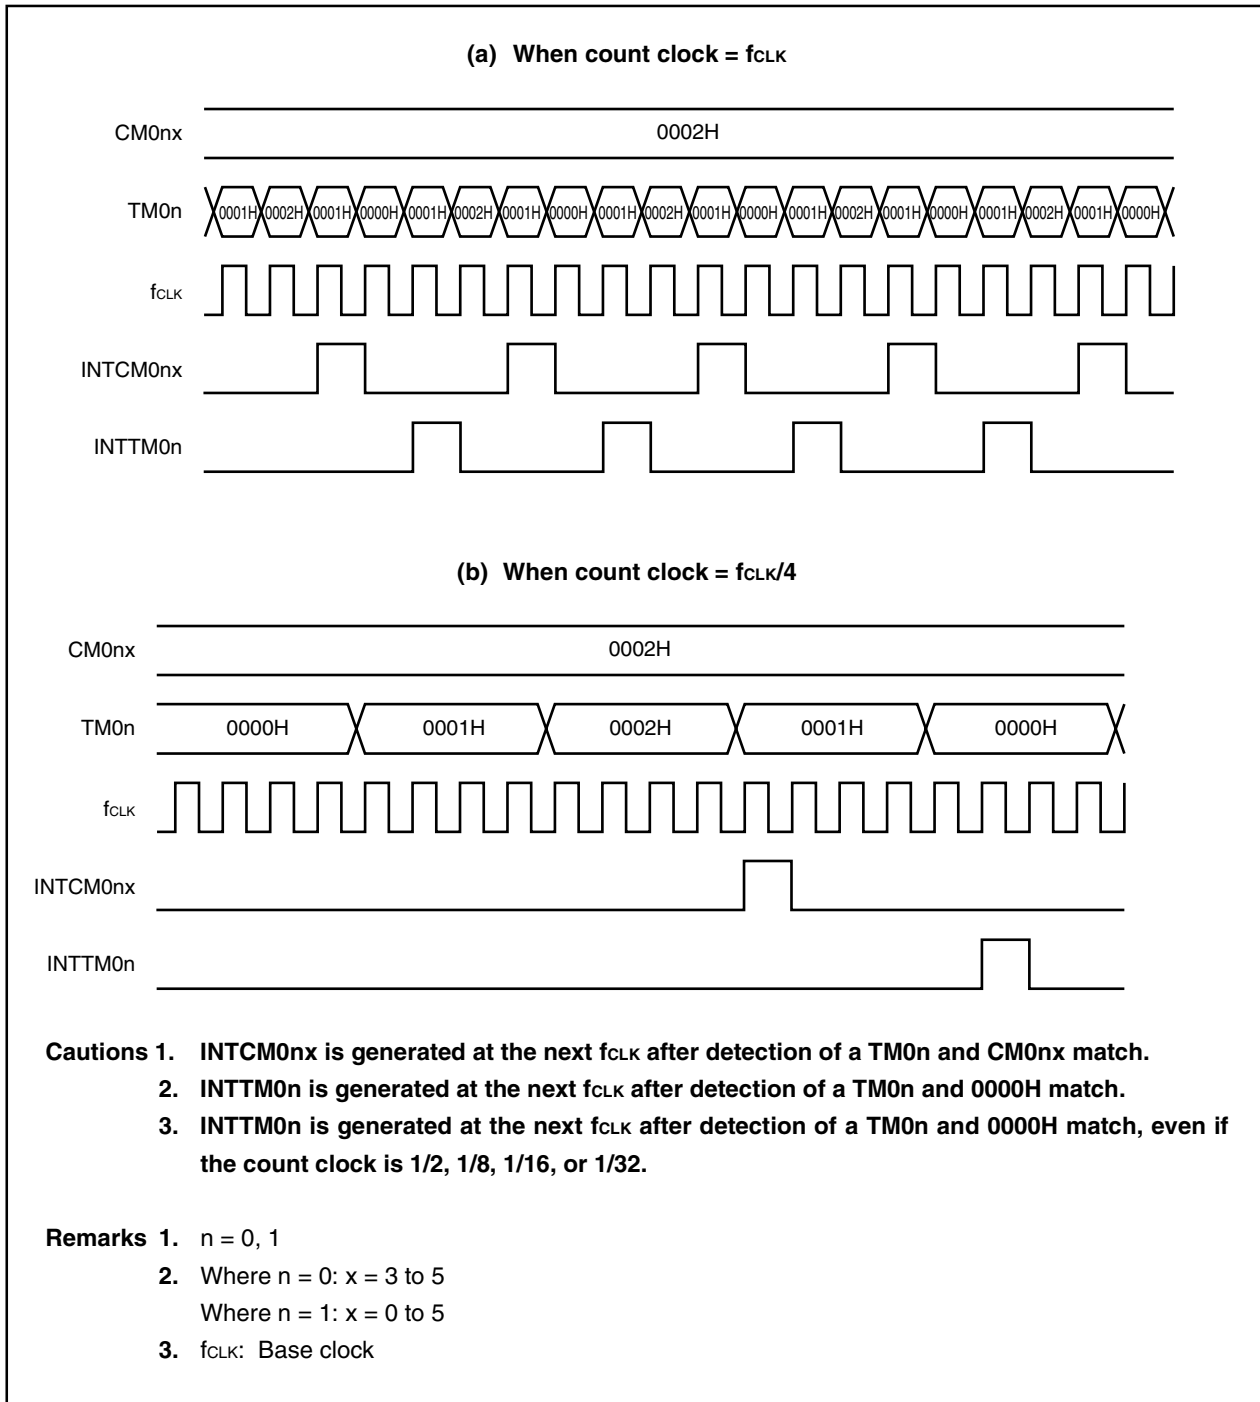 (a) When count clock = fCLK
CM0nx 0002H
TM0n 0001H 0002H 0001H 0000H 0001H 0002H 0001H 0000H 0001H 0002H 0001H 0000H 0001H 0002H 0001H 0000H 0001H 0002H 0001H 0000H
fCLK
INTCM0nx
INTTM0n
(b) When count clock = fCLK/4
CM0nx 0002H
TM0n 0000H 0001H 0002H 0001H 0000H
fCLK
INTCM0nx
INTTM0n
Cautions 1. INTCM0nx is generated at the next fCLK after detection of a TM0n and CM0nx match.
2. INTTM0n is generated at the next fCLK after detection of a TM0n and 0000H match.
3. INTTM0n is generated at the next fCLK after detection of a TM0n and 0000H match, even if
the count clock is 1/2, 1/8, 1/16, or 1/32.
Remarks 1. n = 0, 1
2. Where n = 0: x = 3 to 5
Where n = 1: x = 0 to 5
3. fCLK: Base clock